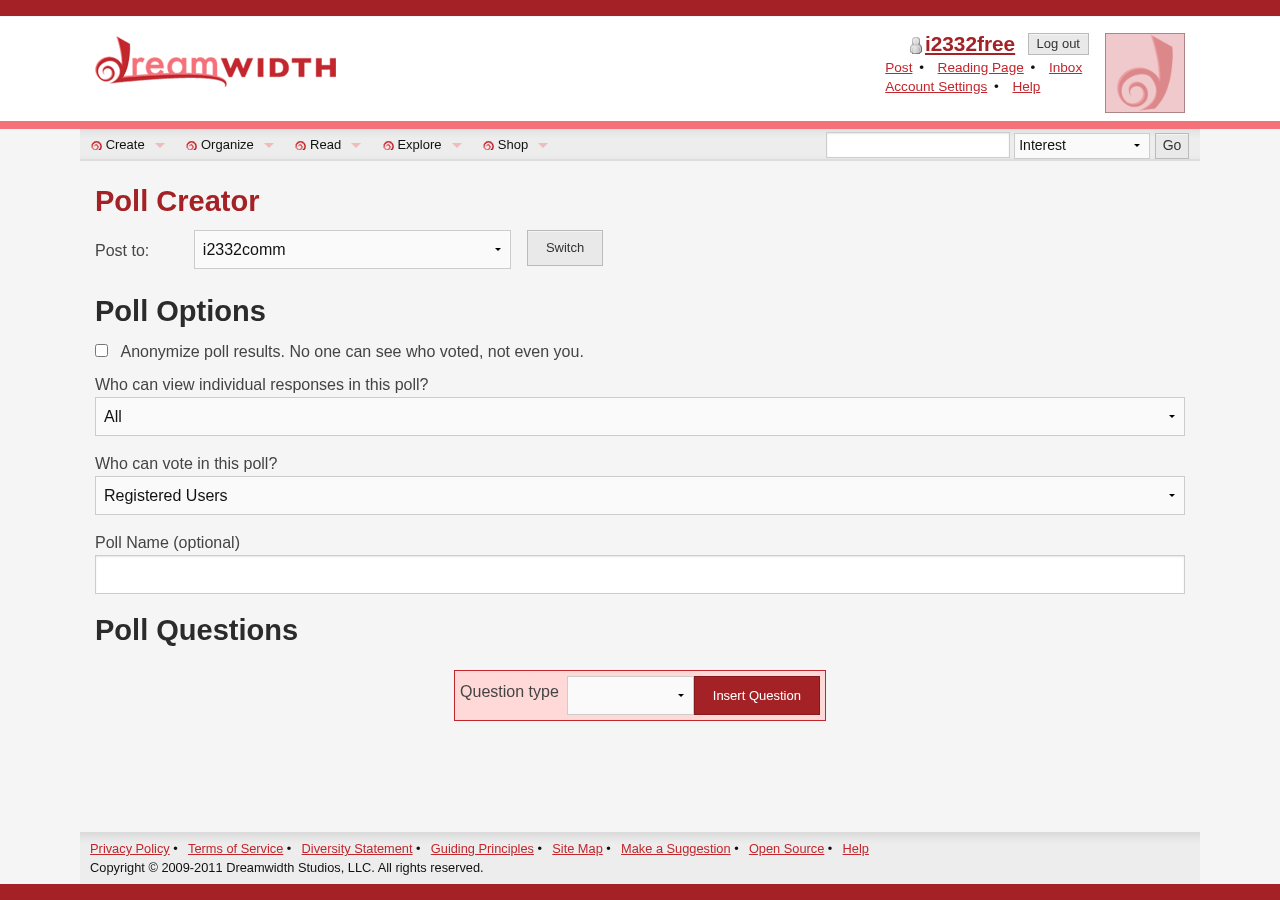 dreamWIDTH
i2332free Log out
Post • Reading Page • Inbox
Account Settings • Help
Create Organize Read Explore Shop Interest Go
Poll Creator
Post to: i2332comm Switch
Poll Options
Anonymize poll results. No one can see who voted, not even you.
Who can view individual responses in this poll?
All
Who can vote in this poll?
Registered Users
Poll Name (optional)
Poll Questions
Question type Insert Question
Privacy Policy • Terms of Service • Diversity Statement • Guiding Principles • Site Map • Make a Suggestion • Open Source • Help
Copyright © 2009-2011 Dreamwidth Studios, LLC. All rights reserved.